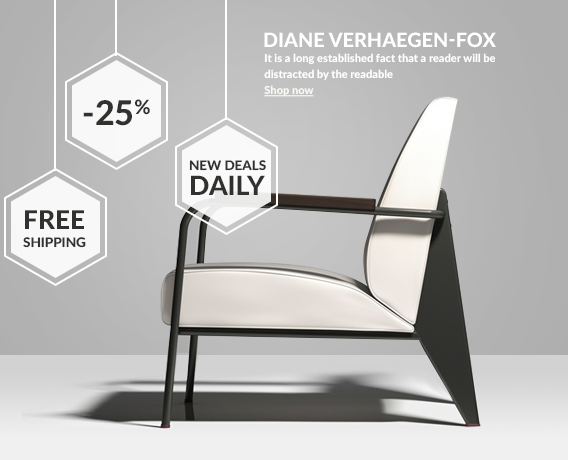 DIANE VERHAEGEN-FOX
It is a long established fact that a reader will be
distracted by the readable
Shop now
-25%
NEW DEALS
DAILY
FREE
SHIPPING